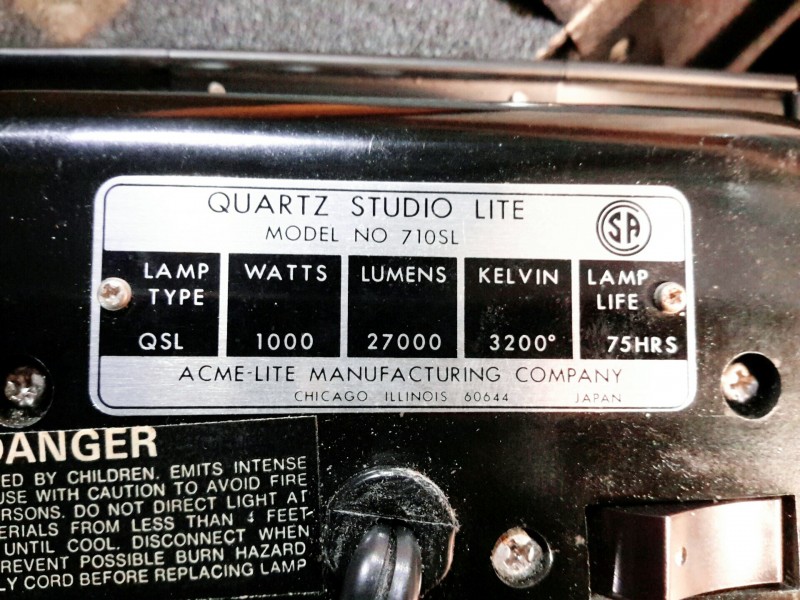 QUARTZ STUDIO LITE
MODEL NO 710SL
SA
LAMP TYPE
QSL
WATTS
1000
LUMENS
27000
KELVIN
3200°
LAMP LIFE
75HRS
ACME-LITE MANUFACTURING COMPANY
CHICAGO ILLINOIS 60644 JAPAN
DANGER
ED BY CHILDREN. EMITS INTENSE
USE WITH CAUTION TO AVOID FIRE
RSONS. DO NOT DIRECT LIGHT AT
ERIALS FROM LESS THAN 4 FEET-
UNTIL COOL. DISCONNECT WHEN
REVENT POSSIBLE BURN HAZARD
LY CORD BEFORE REPLACING LAMP